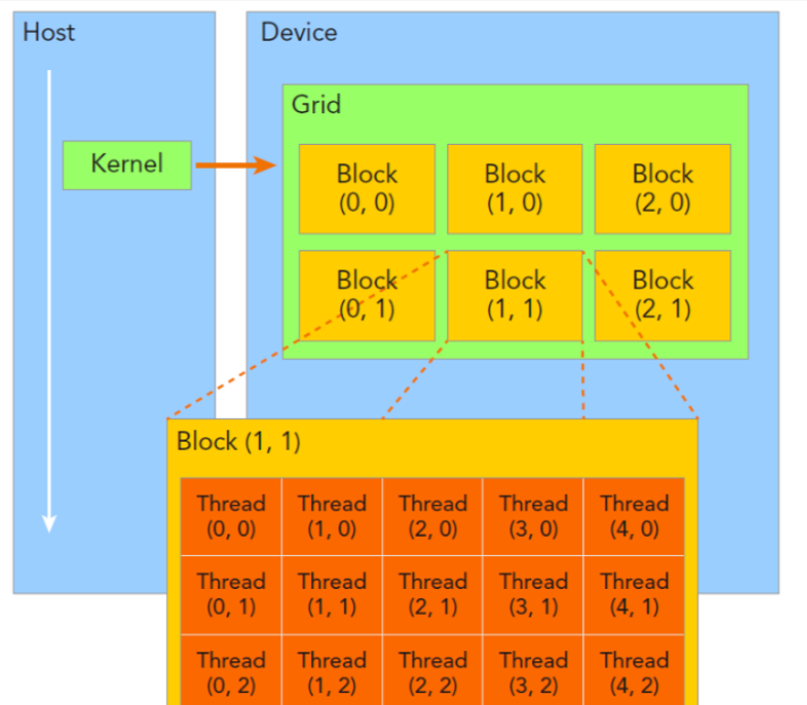 Host
Device
Grid
Kernel
Block
(0, 0)
Block
(1, 0)
Block
(2, 0)
Block
(0, 1)
Block
(1, 1)
Block
(2, 1)
Block (1, 1)
Thread
(0, 0)
Thread
(1, 0)
Thread
(2, 0)
Thread
(3, 0)
Thread
(4, 0)
Thread
(0, 1)
Thread
(1, 1)
Thread
(2, 1)
Thread
(3, 1)
Thread
(4, 1)
Thread
(0, 2)
Thread
(1, 2)
Thread
(2, 2)
Thread
(3, 2)
Thread
(4, 2)